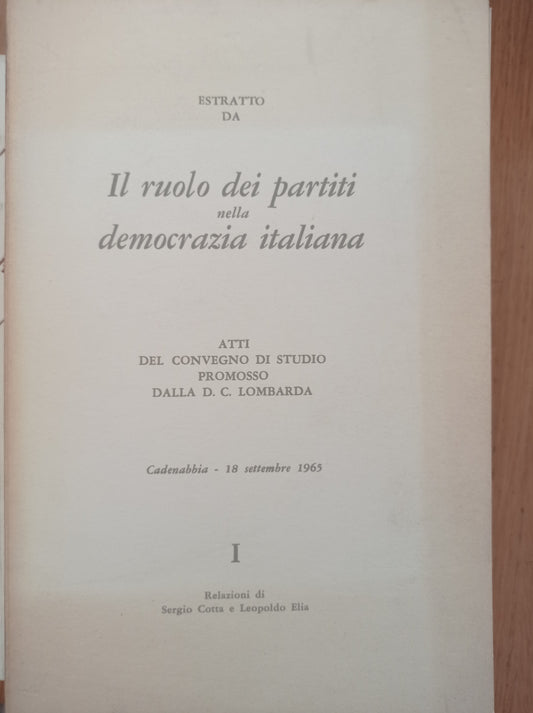 ESTRATTO
DA
Il ruolo dei partiti
nella
democrazia italiana
ATTI
DEL CONVEGNO DI STUDIO
PROMOSSO
DALLA D. C. LOMBARDA
Cadenabbia - 18 settembre 1965
I
Relazioni di
Sergio Cotta e Leopoldo Elia